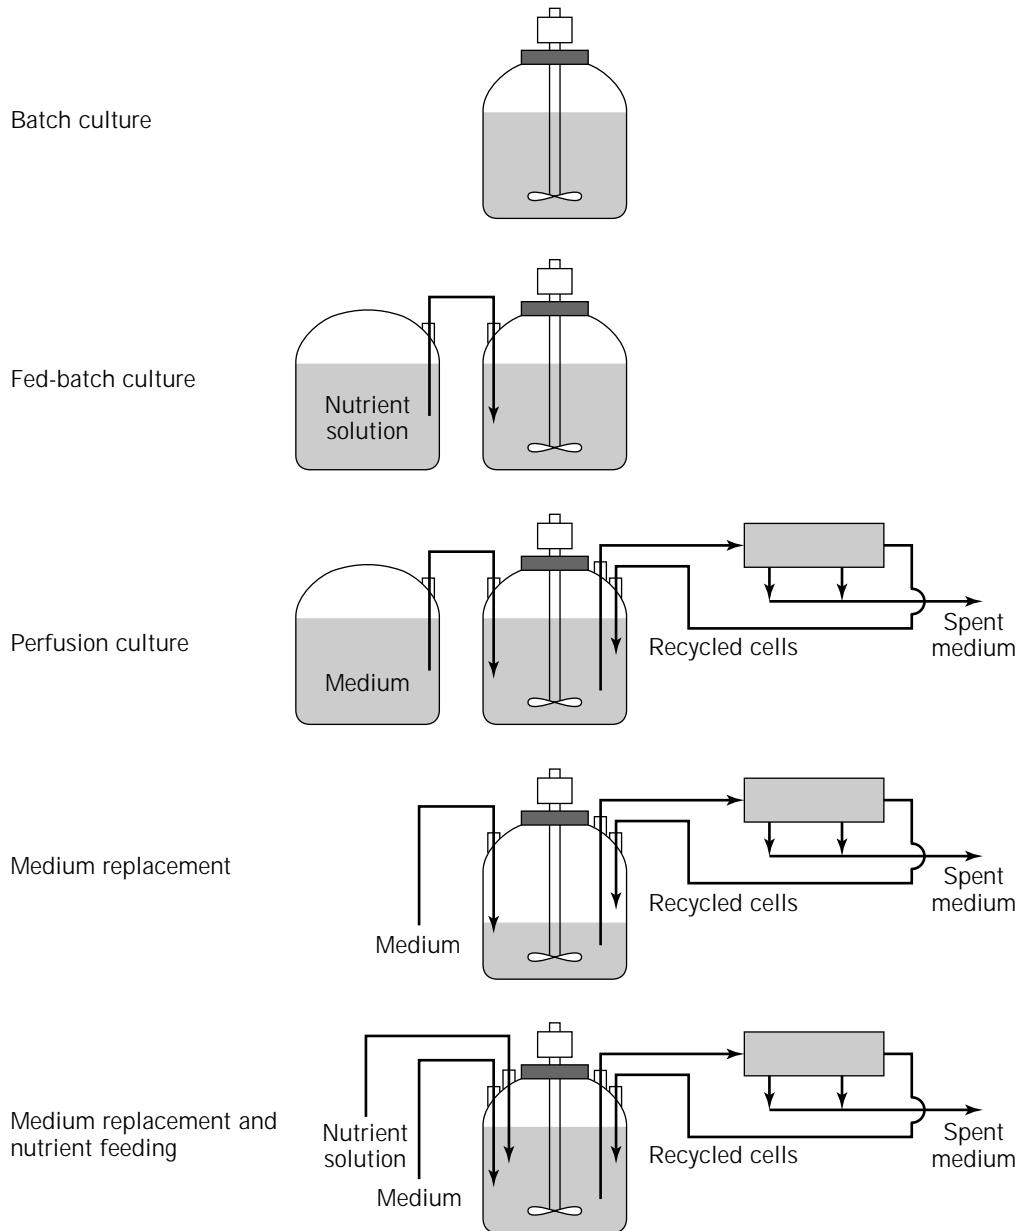 Batch culture
Fed-batch culture
Nutrient
solution
Perfusion culture
Medium
Recycled cells
Spent
medium
Medium replacement
Medium
Recycled cells
Spent
medium
Medium replacement and
nutrient feeding
Nutrient
solution
Medium
Recycled cells
Spent
medium